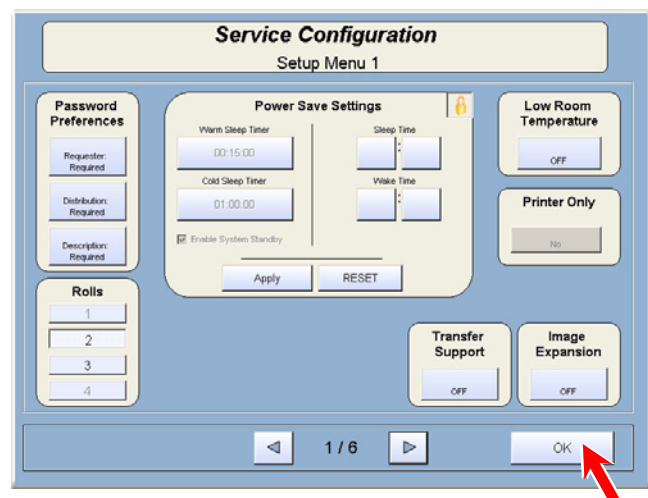 Service Configuration
Setup Menu 1
Password
Preferences
Requester:
Required
Distribution:
Required
Description:
Required
Rolls
1
2
3
4
Power Save Settings
Warm Sleep Timer
00:15:00
Cold Sleep Timer
01:00:00
Enable System Standby
Sleep Time
:
Wake Time
:
Apply
RESET
Low Room
Temperature
OFF
Printer Only
No
Transfer
Support
OFF
Image
Expansion
OFF
1 / 6
OK